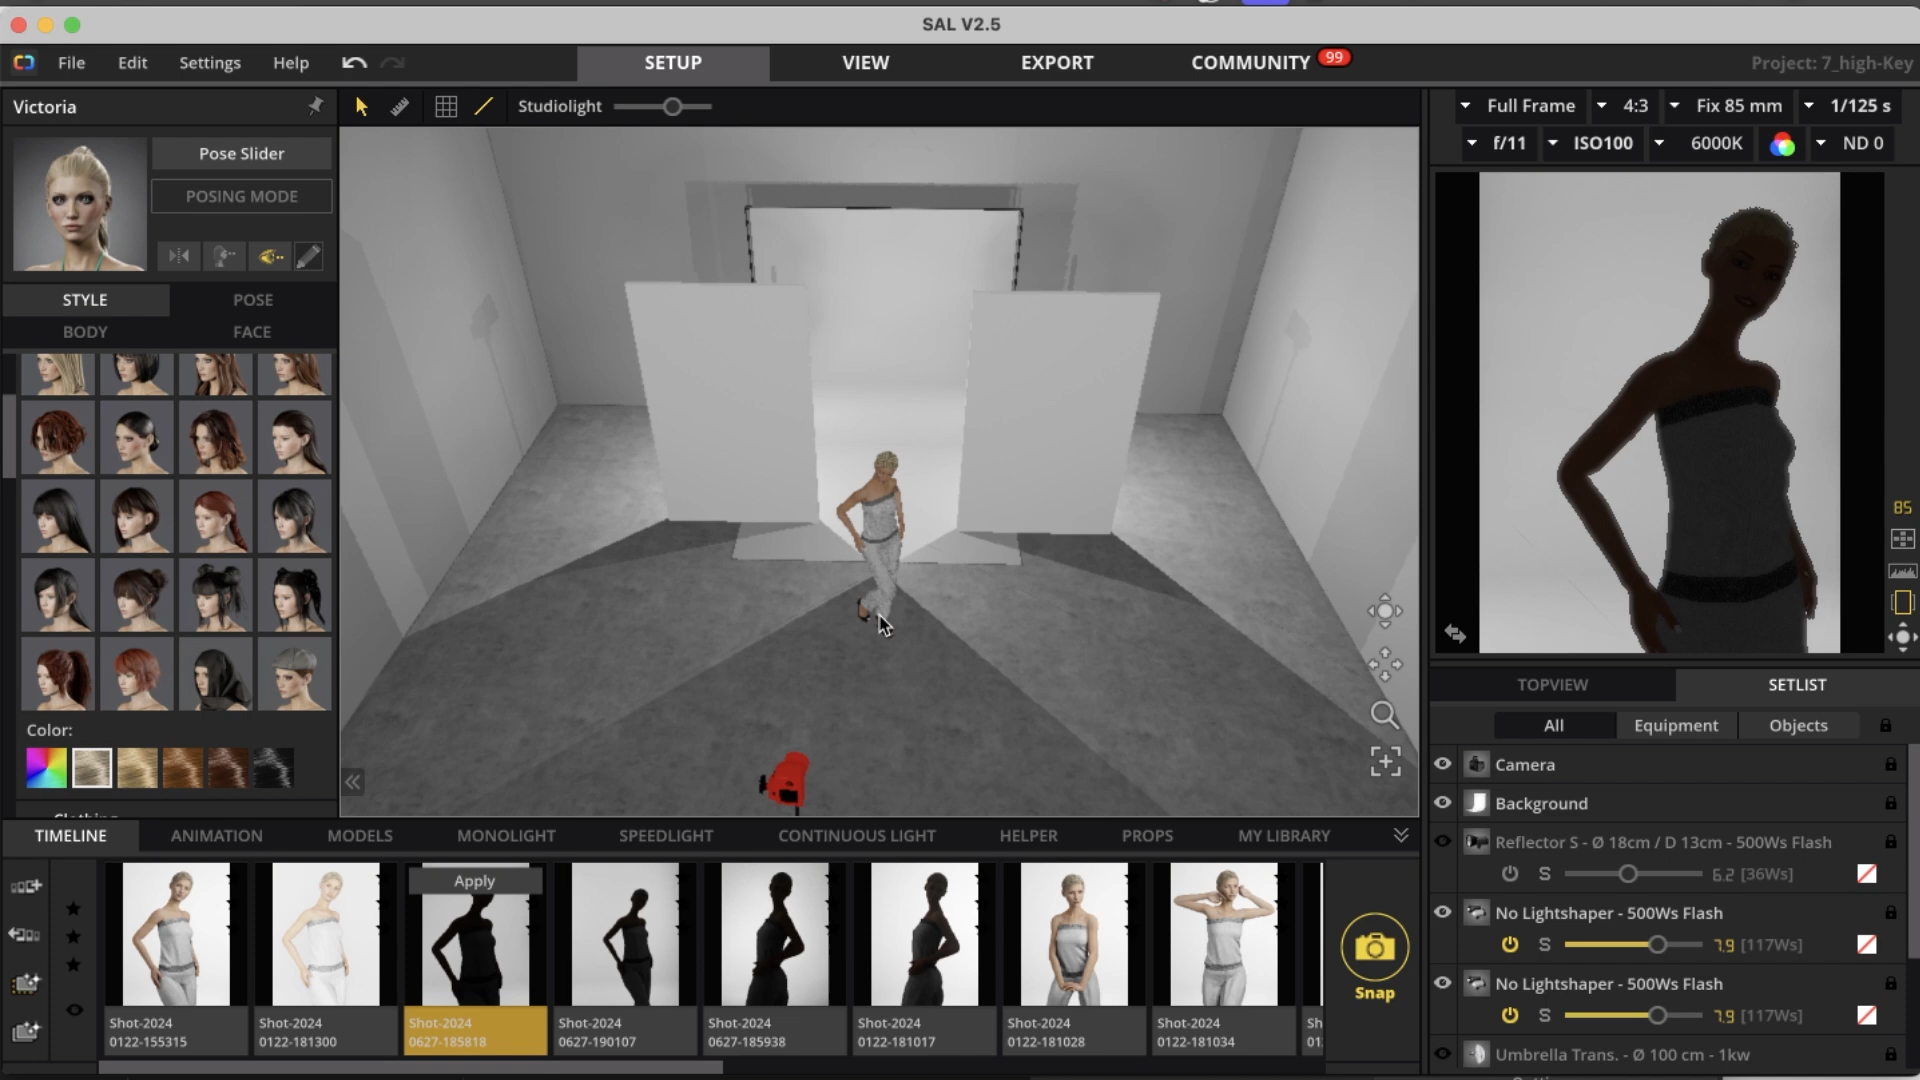 SAL V2.5
File Edit Settings Help SETUP VIEW EXPORT COMMUNITY 99 Project: 7_high-Key
Victoria
Studiolight
Full Frame 4:3 Fix 85 mm 1/125 s
f/11 ISO100 6000K ND 0
Pose Slider
POSING MODE
STYLE POSE
BODY FACE
Color:
85
TOPVIEW SETLIST
All Equipment Objects
Camera
Background
Reflector S - Ø 18cm / D 13cm - 500Ws Flash
S 6.2 [36Ws]
No Lightshaper - 500Ws Flash
S 7.9 [117Ws]
No Lightshaper - 500Ws Flash
S 7.9 [117Ws]
Umbrella Trans. - Ø 100 cm - 1kw
TIMELINE ANIMATION MODELS MONOLIGHT SPEEDLIGHT CONTINUOUS LIGHT HELPER PROPS MY LIBRARY
Apply
Snap
Shot-2024 Shot-2024 Shot-2024 Shot-2024 Shot-2024 Shot-2024 Shot-2024 Shot-2024 Sh
0122-155315 0122-181300 0627-185818 0627-190107 0627-185938 0122-181017 0122-181028 0122-181034 01